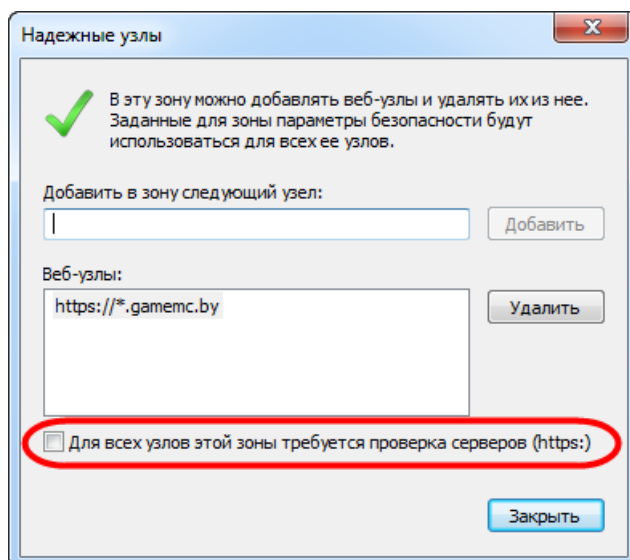 Надежные узлы
В эту зону можно добавлять веб-узлы и удалять их из нее.
Заданные для зоны параметры безопасности будут
использоваться для всех ее узлов.
Добавить в зону следующий узел:
Добавить
Веб-узлы:
https://*.gamemc.by
Удалить
Для всех узлов этой зоны требуется проверка серверов (https:)
Закрыть